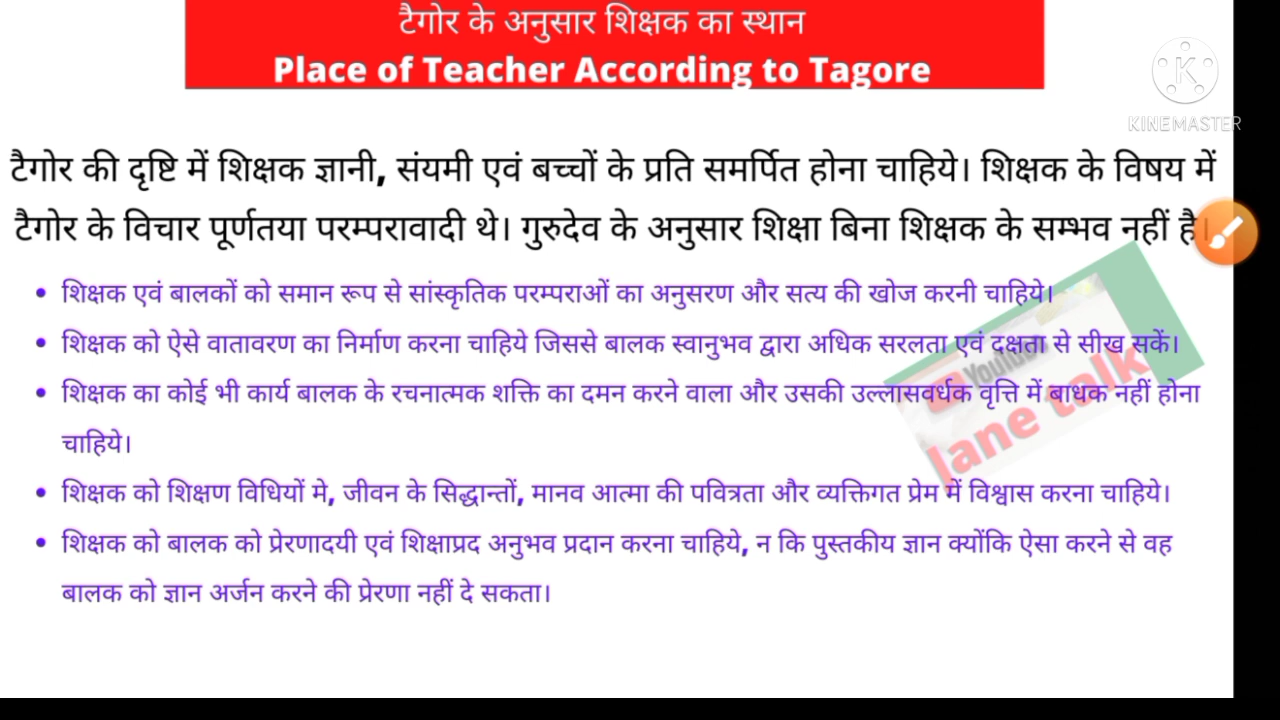 टैगोर के अनुसार शिक्षक का स्थान
Place of Teacher According to Tagore
K
KINEMASTER
टैगोर की दृष्टि में शिक्षक ज्ञानी, संयमी एवं बच्चों के प्रति समर्पित होना चाहिये। शिक्षक के विषय में
टैगोर के विचार पूर्णतया परम्परावादी थे। गुरुदेव के अनुसार शिक्षा बिना शिक्षक के सम्भव नहीं है।
• शिक्षक एवं बालकों को समान रूप से सांस्कृतिक परम्पराओं का अनुसरण और सत्य की खोज करनी चाहिये।
• शिक्षक को ऐसे वातावरण का निर्माण करना चाहिये जिससे बालक स्वानुभव द्वारा अधिक सरलता एवं दक्षता से सीख सकें।
• शिक्षक का कोई भी कार्य बालक के रचनात्मक शक्ति का दमन करने वाला और उसकी उल्लासवर्धक वृत्ति में बाधक नहीं होना
चाहिये।
• शिक्षक को शिक्षण विधियों मे, जीवन के सिद्धान्तों, मानव आत्मा की पवित्रता और व्यक्तिगत प्रेम में विश्वास करना चाहिये।
• शिक्षक को बालक को प्रेरणादयी एवं शिक्षाप्रद अनुभव प्रदान करना चाहिये, न कि पुस्तकीय ज्ञान क्योंकि ऐसा करने से वह
बालक को ज्ञान अर्जन करने की प्रेरणा नहीं दे सकता।
YouTube
lane talk